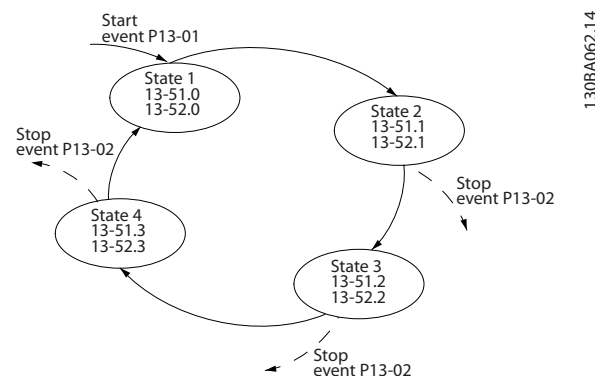 Start
event P13-01
State 1
13-51.0
13-52.0
State 2
13-51.1
13-52.1
Stop
event P13-02
State 3
13-51.2
13-52.2
Stop
event P13-02
State 4
13-51.3
13-52.3
Stop
event P13-02
130BA062.14